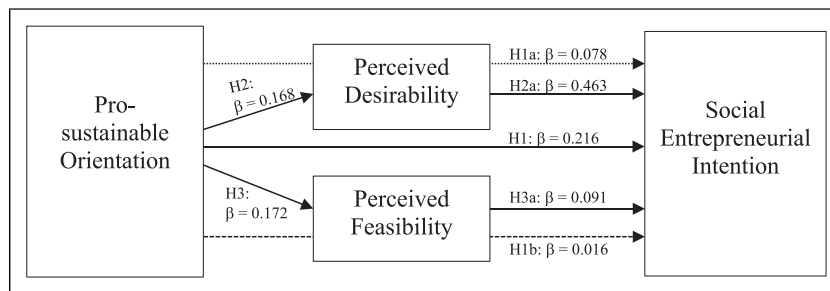 Pro-
sustainable
Orientation
H2:
β = 0.168
H3:
β = 0.172
Perceived
Desirability
Perceived
Feasibility
H1a: β = 0.078
H2a: β = 0.463
H1: β = 0.216
H3a: β = 0.091
H1b: β = 0.016
Social
Entrepreneurial
Intention